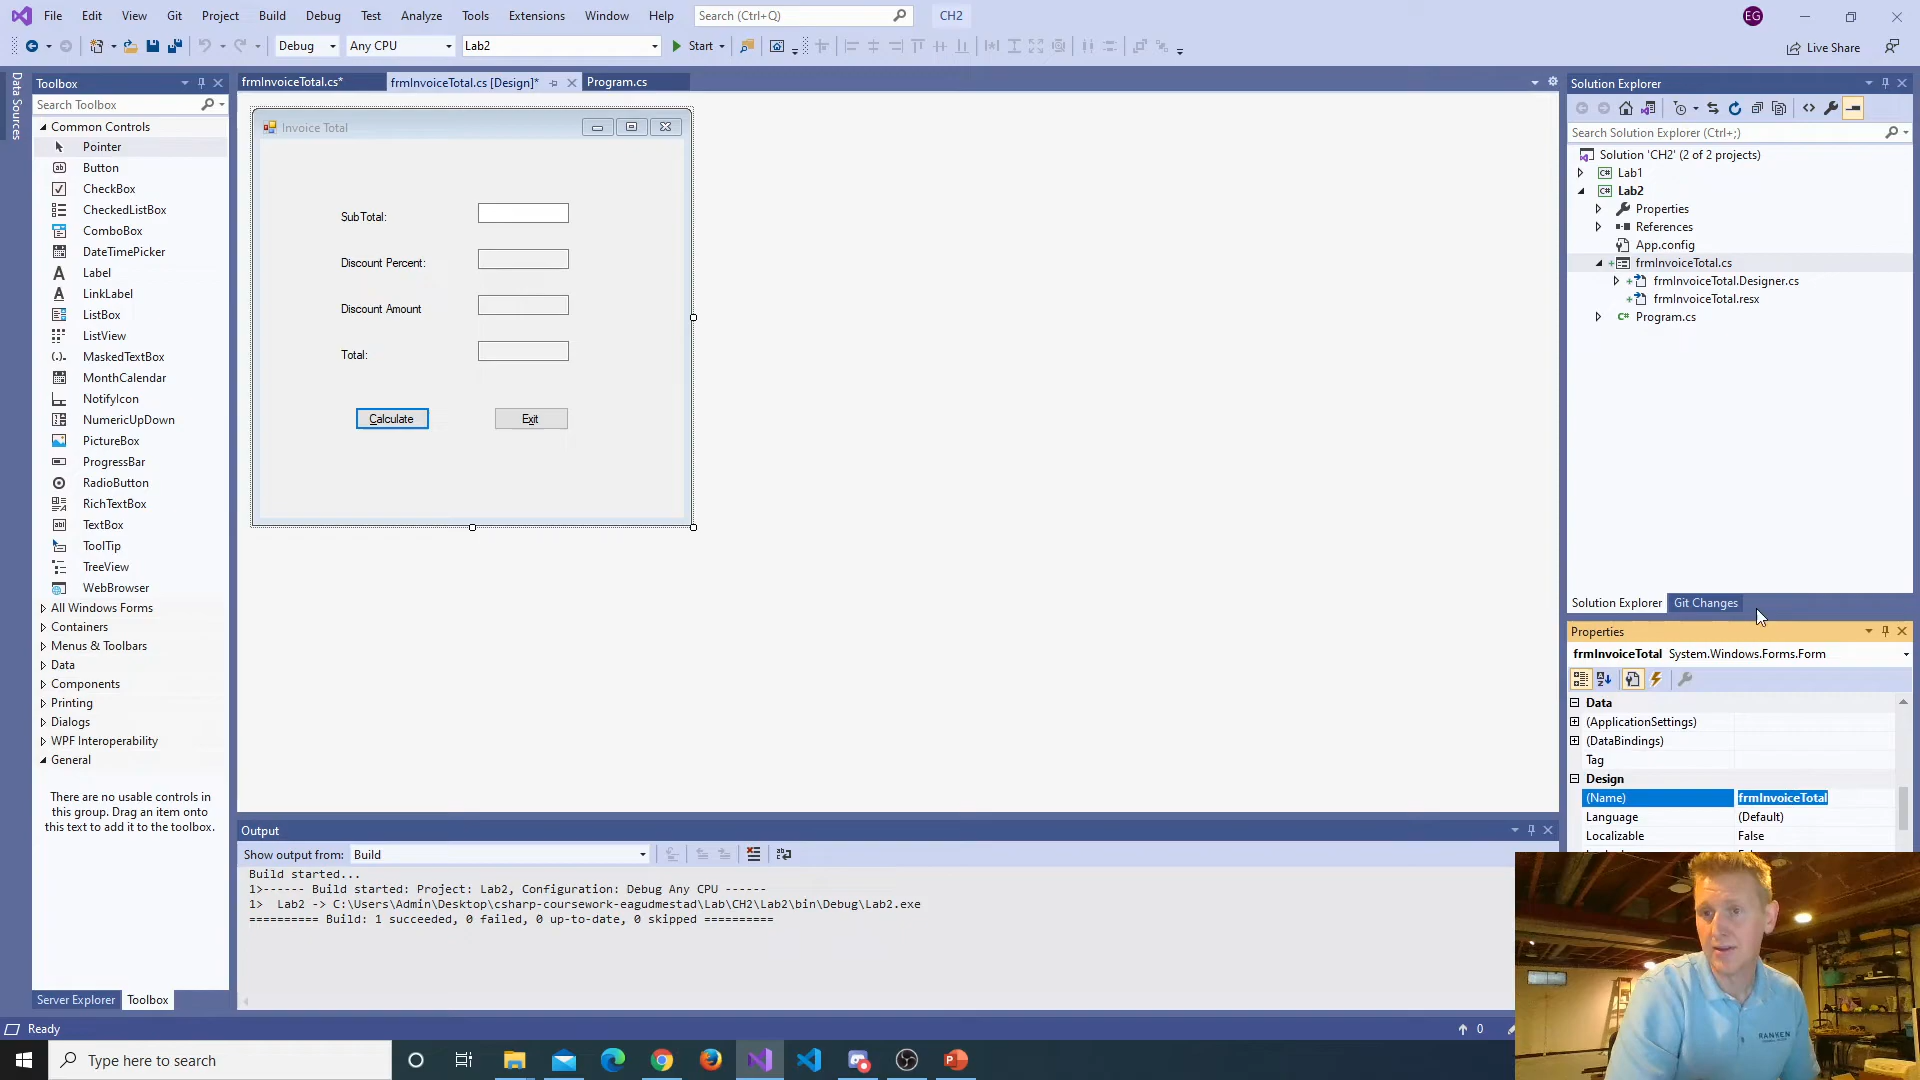 File Edit View Git Project Build Debug Test Analyze Tools Extensions Window Help Search (Ctrl+Q) CH2 EG
Debug Any CPU Lab2 Start Live Share
Data Sources
Toolbox
Search Toolbox
Common Controls
Pointer
Button
CheckBox
CheckedListBox
ComboBox
DateTimePicker
Label
LinkLabel
ListBox
ListView
MaskedTextBox
MonthCalendar
NotifyIcon
NumericUpDown
PictureBox
ProgressBar
RadioButton
RichTextBox
TextBox
ToolTip
TreeView
WebBrowser
All Windows Forms
Containers
Menus & Toolbars
Data
Components
Printing
Dialogs
WPF Interoperability
General
There are no usable controls in
this group. Drag an item onto
this text to add it to the toolbox.
Server Explorer Toolbox
frmInvoiceTotal.cs* frmInvoiceTotal.cs [Design]* Program.cs
Invoice Total
SubTotal:
Discount Percent:
Discount Amount
Total:
Calculate Exit
Output
Show output from: Build
Build started...
1>------ Build started: Project: Lab2, Configuration: Debug Any CPU ------
1>  Lab2 -> C:\Users\Admin\Desktop\csharp-coursework-eagudmestad\Lab\CH2\Lab2\bin\Debug\Lab2.exe
========== Build: 1 succeeded, 0 failed, 0 up-to-date, 0 skipped ==========
Solution Explorer
Search Solution Explorer (Ctrl+;)
Solution 'CH2' (2 of 2 projects)
C# Lab1
C# Lab2
Properties
References
App.config
frmInvoiceTotal.cs
frmInvoiceTotal.Designer.cs
frmInvoiceTotal.resx
C# Program.cs
Solution Explorer Git Changes
Properties
frmInvoiceTotal System.Windows.Forms.Form
Data
(ApplicationSettings)
(DataBindings)
Tag
Design
(Name) frmInvoiceTotal
Language (Default)
Localizable False
RANKEN
Ready 0
Type here to search